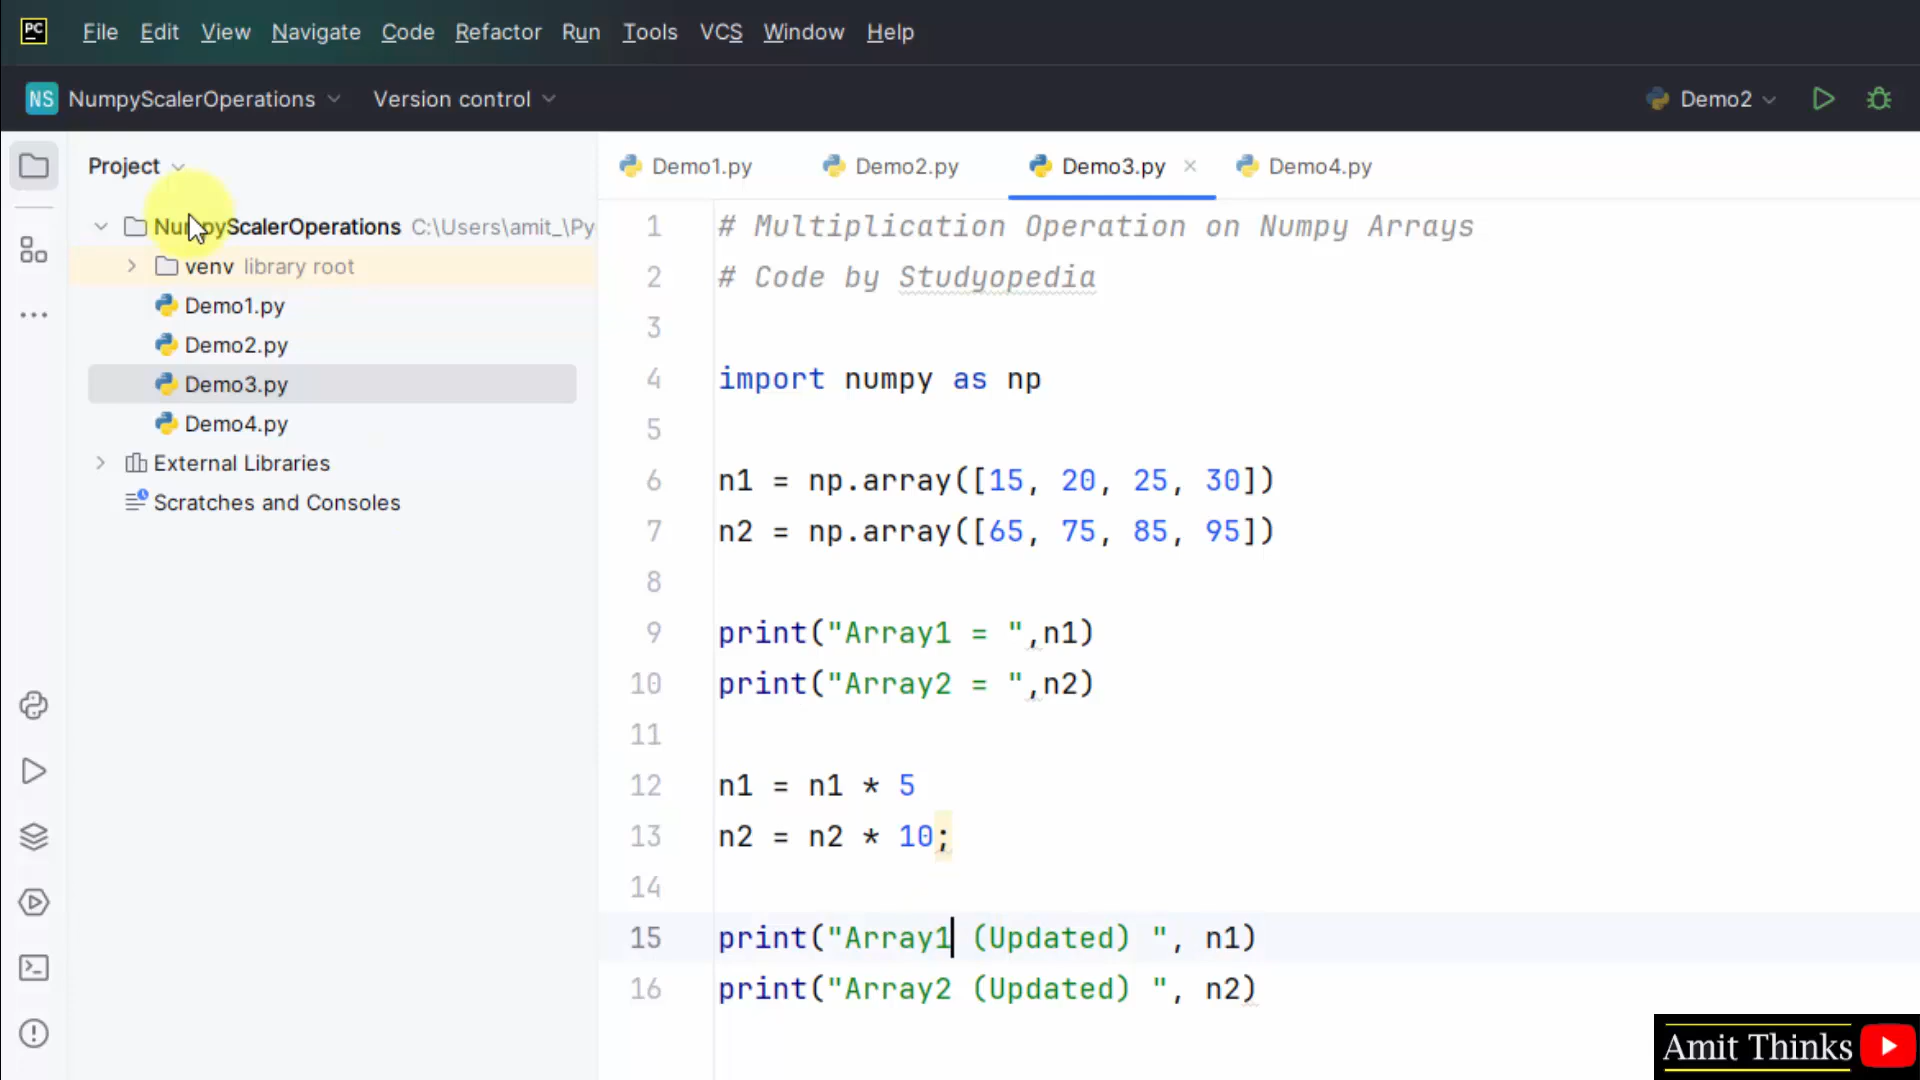 PC File Edit View Navigate Code Refactor Run Tools VCS Window Help
NS NumpyScalerOperations Version control Demo2
Project
NumpyScalerOperations C:\Users\amit_\Py
venv library root
Demo1.py
Demo2.py
Demo3.py
Demo4.py
External Libraries
Scratches and Consoles
Demo1.py Demo2.py Demo3.py Demo4.py
1 # Multiplication Operation on Numpy Arrays
2 # Code by Studyopedia
3
4 import numpy as np
5
6 n1 = np.array([15, 20, 25, 30])
7 n2 = np.array([65, 75, 85, 95])
8
9 print("Array1 = ",n1)
10 print("Array2 = ",n2)
11
12 n1 = n1 * 5
13 n2 = n2 * 10;
14
15 print("Array1 (Updated) ", n1)
16 print("Array2 (Updated) ", n2)
Amit Thinks